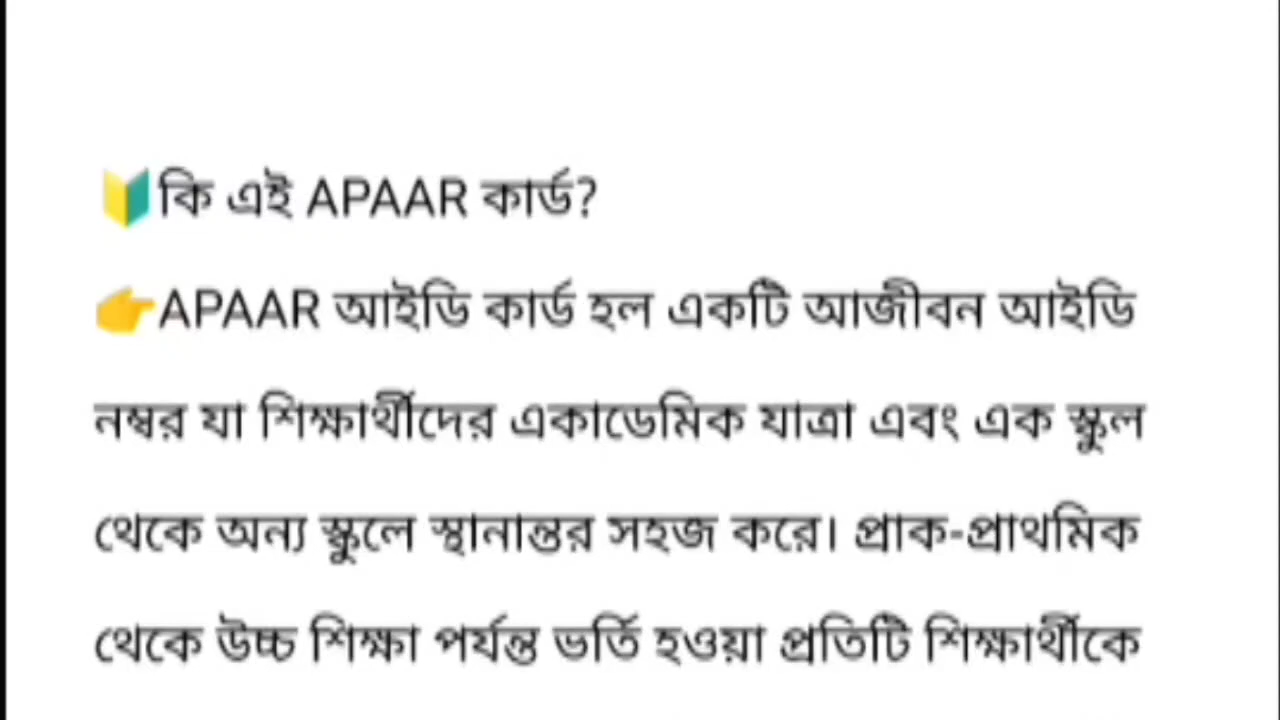 🔰কি এই APAAR কার্ড?
👉APAAR আইডি কার্ড হল একটি আজীবন আইডি
নম্বর যা শিক্ষার্থীদের একাডেমিক যাত্রা এবং এক স্কুল
থেকে অন্য স্কুলে স্থানান্তর সহজ করে। প্রাক-প্রাথমিক
থেকে উচ্চ শিক্ষা পর্যন্ত ভর্তি হওয়া প্রতিটি শিক্ষার্থীকে